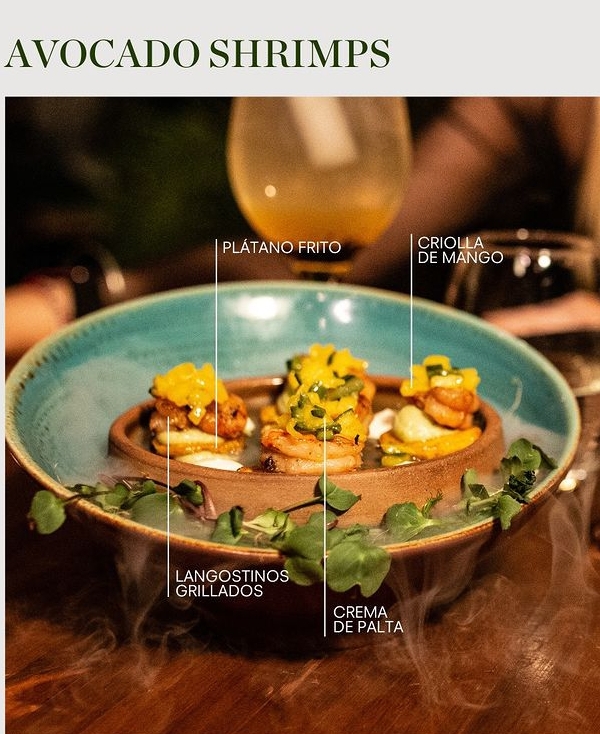 AVOCADO SHRIMPS
PLÁTANO FRITO
CRIOLLA
DE MANGO
LANGOSTINOS
GRILLADOS
CREMA
DE PALTA